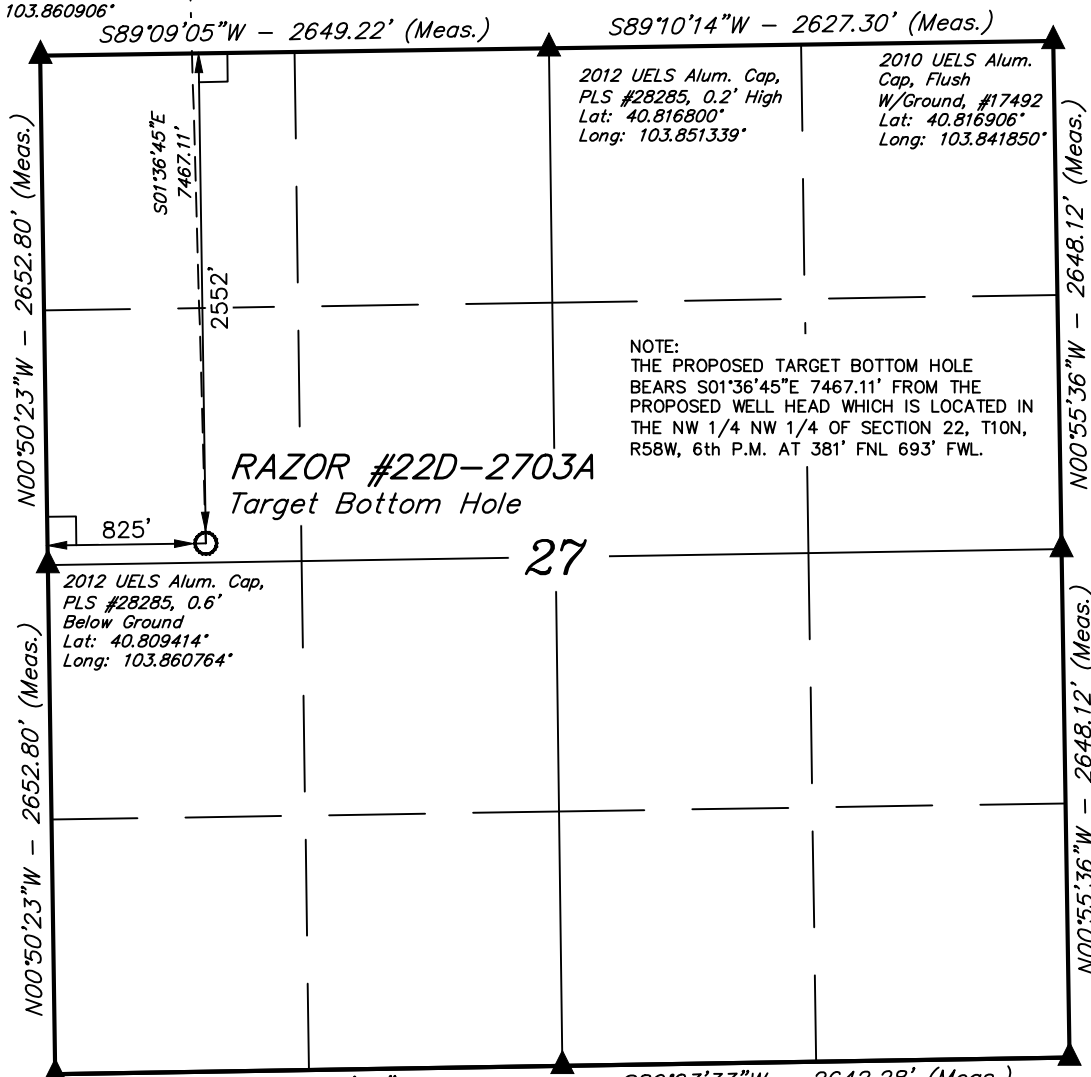 103.860906°
S89°09'05"W – 2649.22' (Meas.)
S89°10'14"W – 2627.30' (Meas.)
2012 UELS Alum. Cap,
PLS #28285, 0.2' High
Lat: 40.816800°
Long: 103.851339°
2010 UELS Alum.
Cap, Flush
W/Ground, #17492
Lat: 40.816906°
Long: 103.841850°
N00°50'23"W – 2652.80' (Meas.)
S01°36'45"E
7467.11'
2552'
N00°55'36"W – 2648.12' (Meas.)
NOTE:
THE PROPOSED TARGET BOTTOM HOLE
BEARS S01°36'45"E 7467.11' FROM THE
PROPOSED WELL HEAD WHICH IS LOCATED IN
THE NW 1/4 NW 1/4 OF SECTION 22, T10N,
R58W, 6th P.M. AT 381' FNL 693' FWL.
RAZOR #22D-2703A
Target Bottom Hole
825'
27
2012 UELS Alum. Cap,
PLS #28285, 0.6'
Below Ground
Lat: 40.809414°
Long: 103.860764°
N00°50'23"W – 2652.80' (Meas.)
N00°55'36"W – 2648.12' (Meas.)